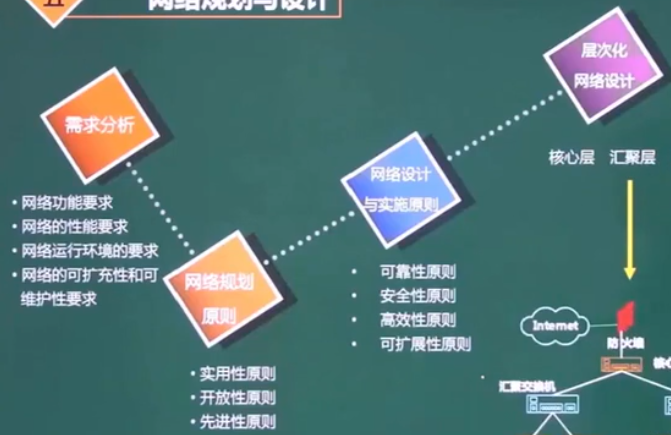 五
网络规划与设计
层次化
网络设计
需求分析
核心层 汇聚层
网络设计
与实施原则
• 网络功能要求
• 网络的性能要求
• 网络运行环境的要求
• 网络的可扩充性和可
维护性要求
网络规划
原则
• 可靠性原则
• 安全性原则
• 高效性原则
• 可扩展性原则
Internet
防火墙
核心
• 实用性原则
• 开放性原则
• 先进性原则
汇聚交换机